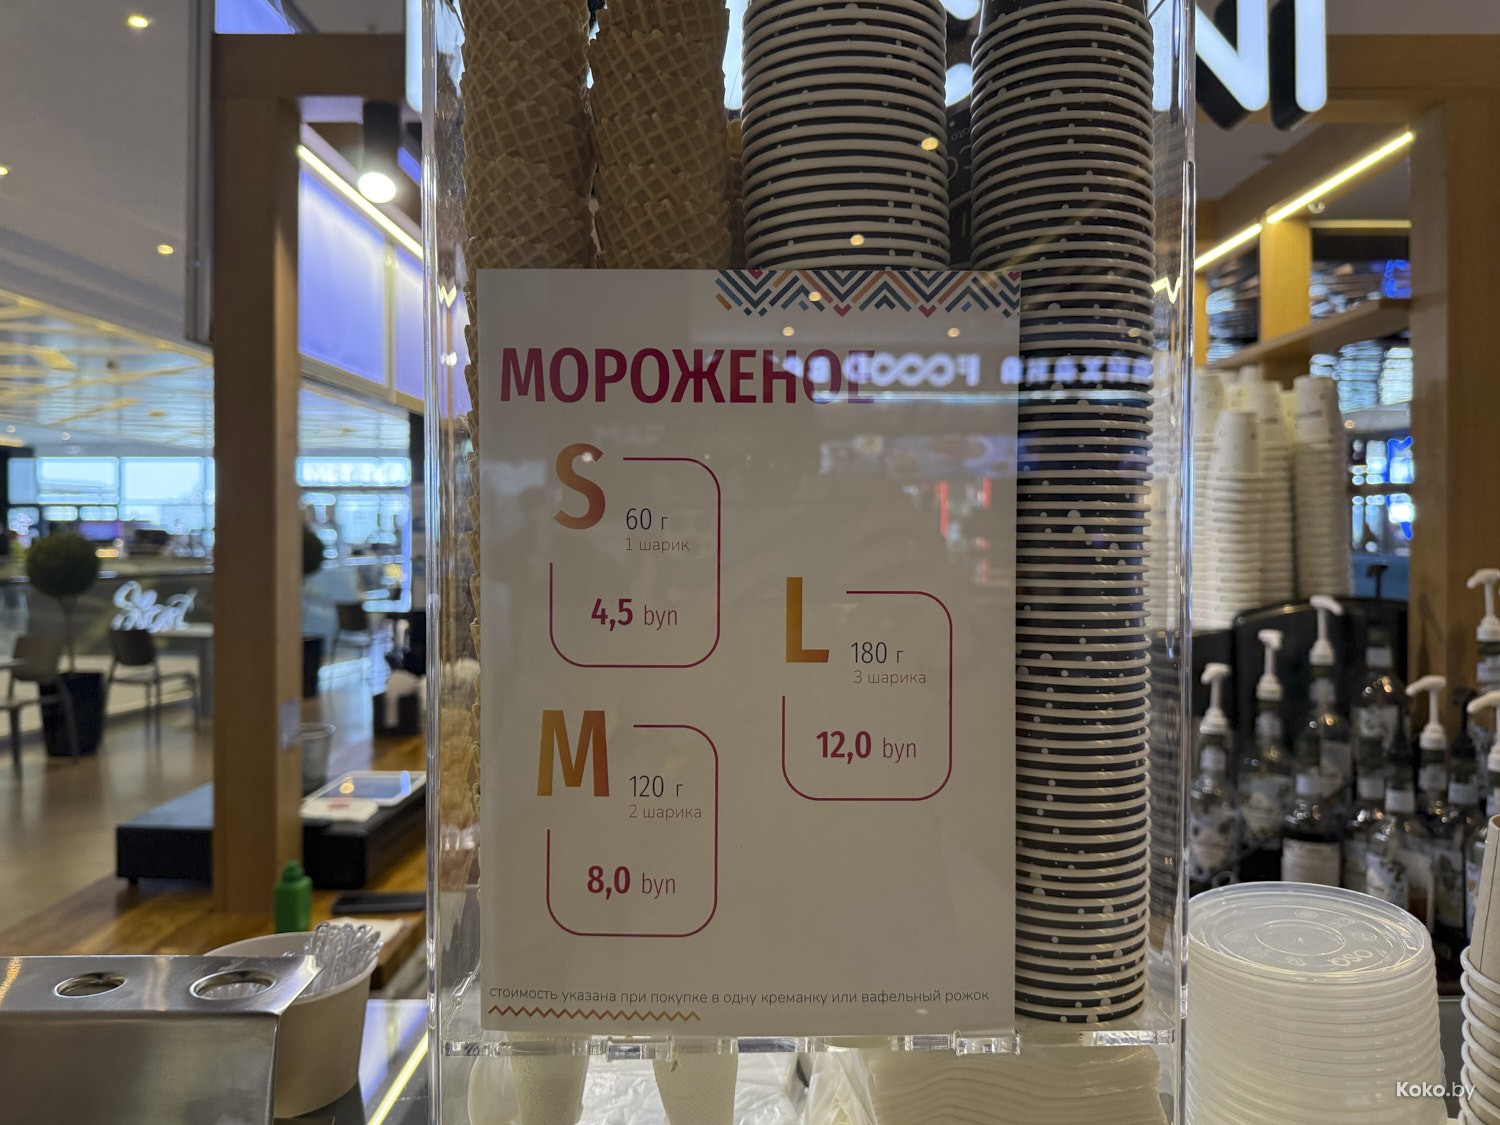 МОРОЖЕНОЕ
S
60 г
1 шарик
4,5 byn
L
180 г
3 шарика
12,0 byn
M
120 г
2 шарика
8,0 byn
стоимость указана при покупке в одну креманку или вафельный рожок
Koko.by